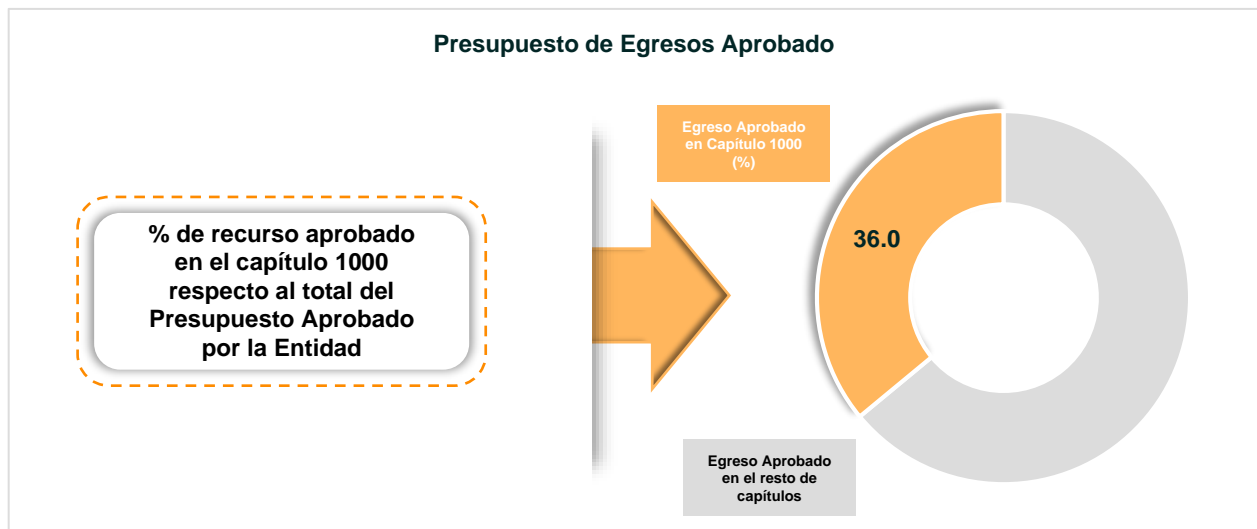 Presupuesto de Egresos Aprobado
Egreso Aprobado
en Capítulo 1000
(%)
% de recurso aprobado
en el capítulo 1000
respecto al total del
Presupuesto Aprobado
por la Entidad
36.0
Egreso Aprobado
en el resto de
capítulos